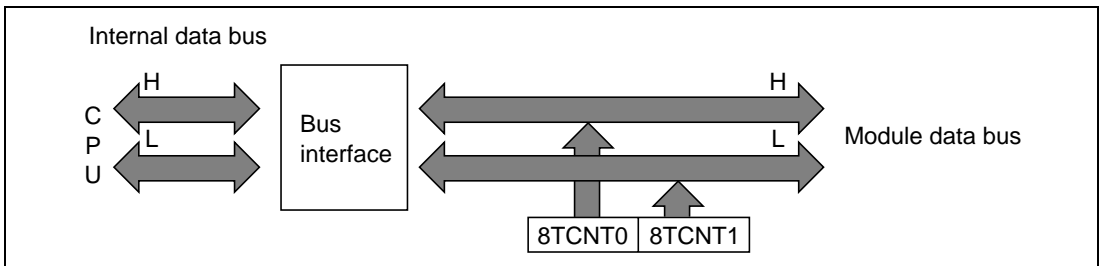 Internal data bus
H
H
C
P
U
Bus
interface
L
L
Module data bus
8TCNT0
8TCNT1